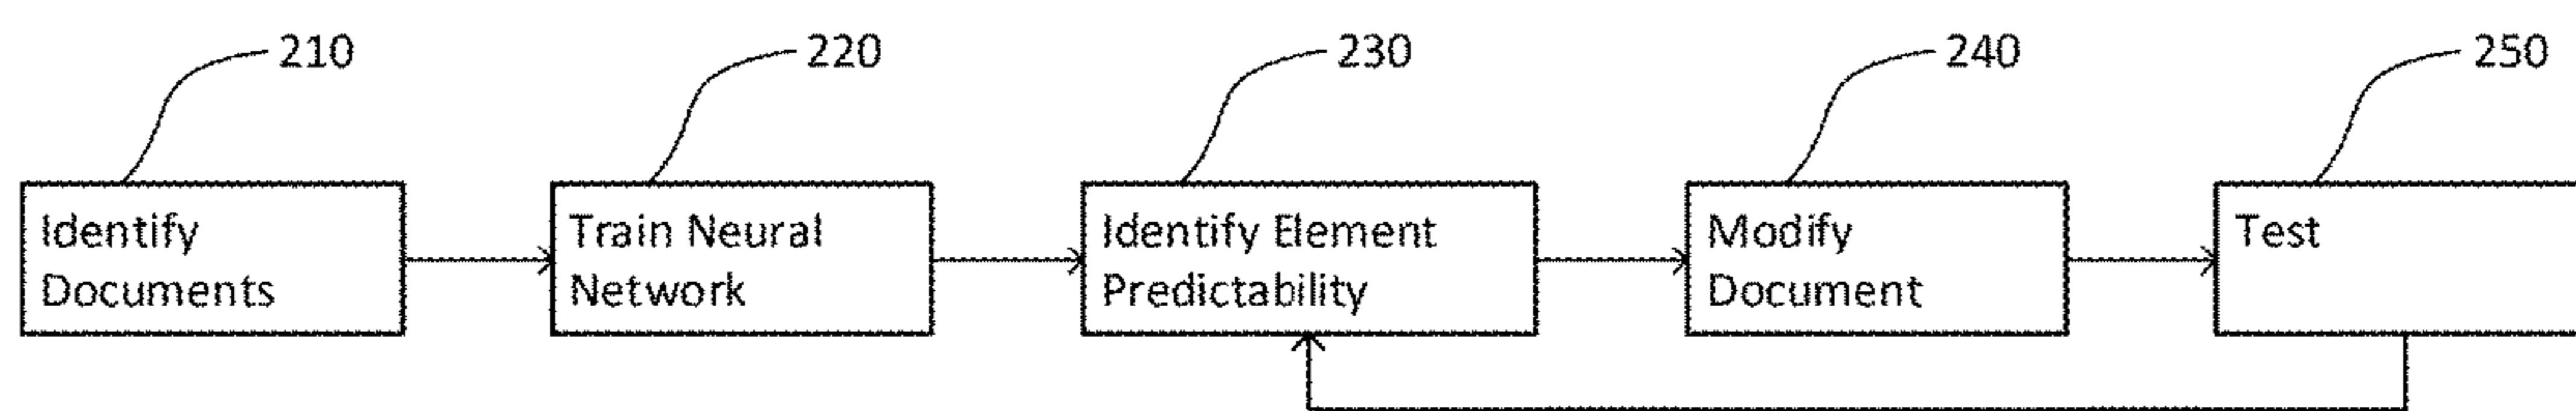 210
220
230
240
250
Identify
Documents
Train Neural
Network
Identify Element
Predictability
Modify
Document
Test